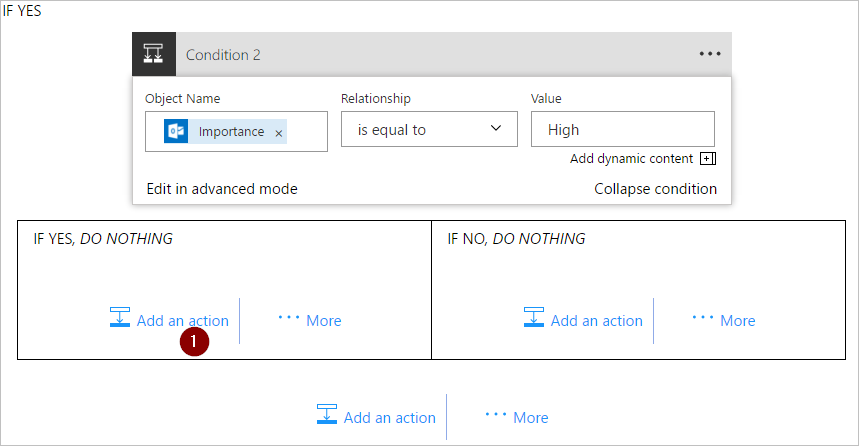 IF YES
Condition 2
Object Name Relationship Value
Importance × is equal to High
Add dynamic content
Edit in advanced mode Collapse condition
IF YES, DO NOTHING IF NO, DO NOTHING
Add an action More Add an action More
1
Add an action More